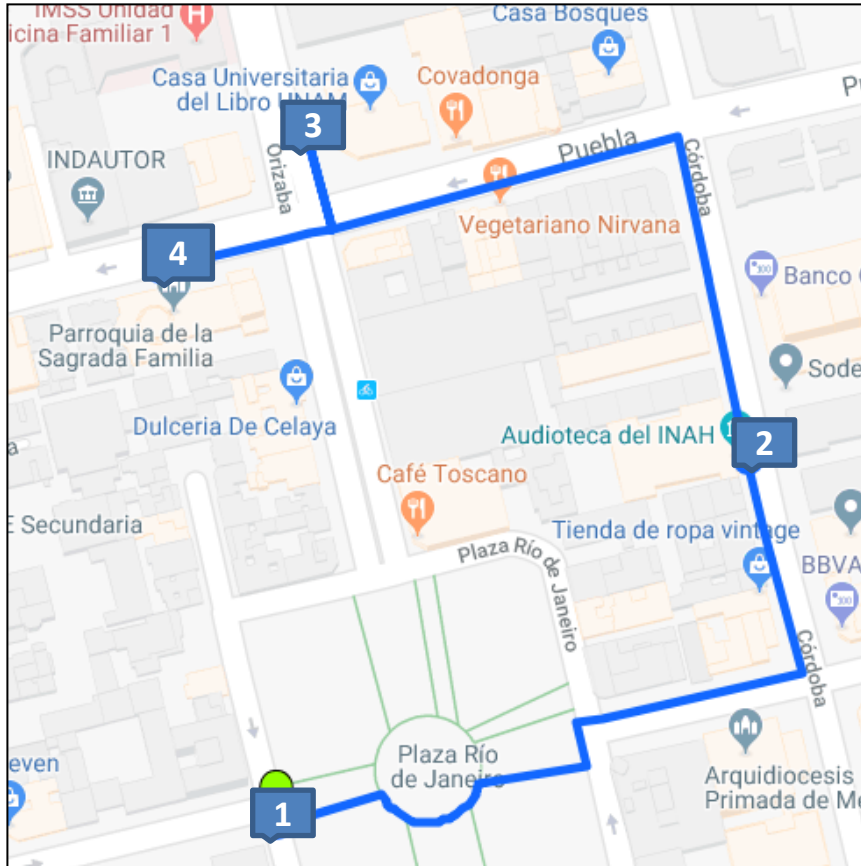 IMSS Unidad
icina Familiar 1
Casa Bosques
Casa Universitaria
del Libro UNAM
Covadonga
3
Orizaba
INDAUTOR
Puebla
Córdoba
Vegetariano Nirvana
4
Banco
Parroquia de la
Sagrada Familia
Sode
Dulceria De Celaya
Audioteca del INAH
2
Café Toscano
E Secundaria
Tienda de ropa vintage
Plaza Río de Janeiro
BBVA
Córdoba
Plaza Río
de Janeiro
even
1
Arquidiocesis
Primada de Mé